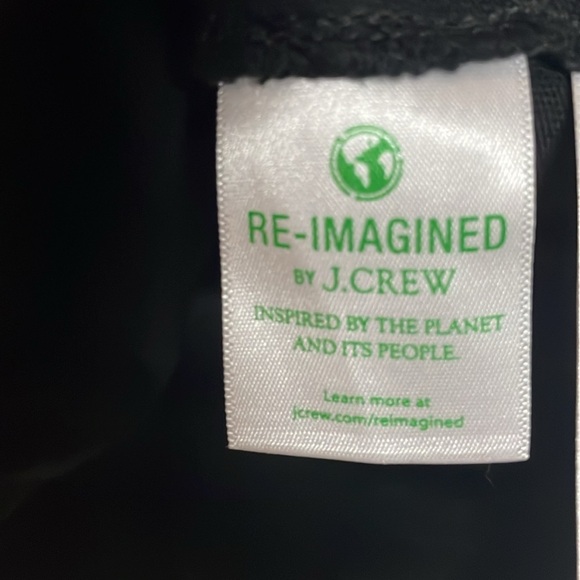 RE-IMAGINED
BY J.CREW
INSPIRED BY THE PLANET
AND ITS PEOPLE.
Learn more at
jcrew.com/reimagined